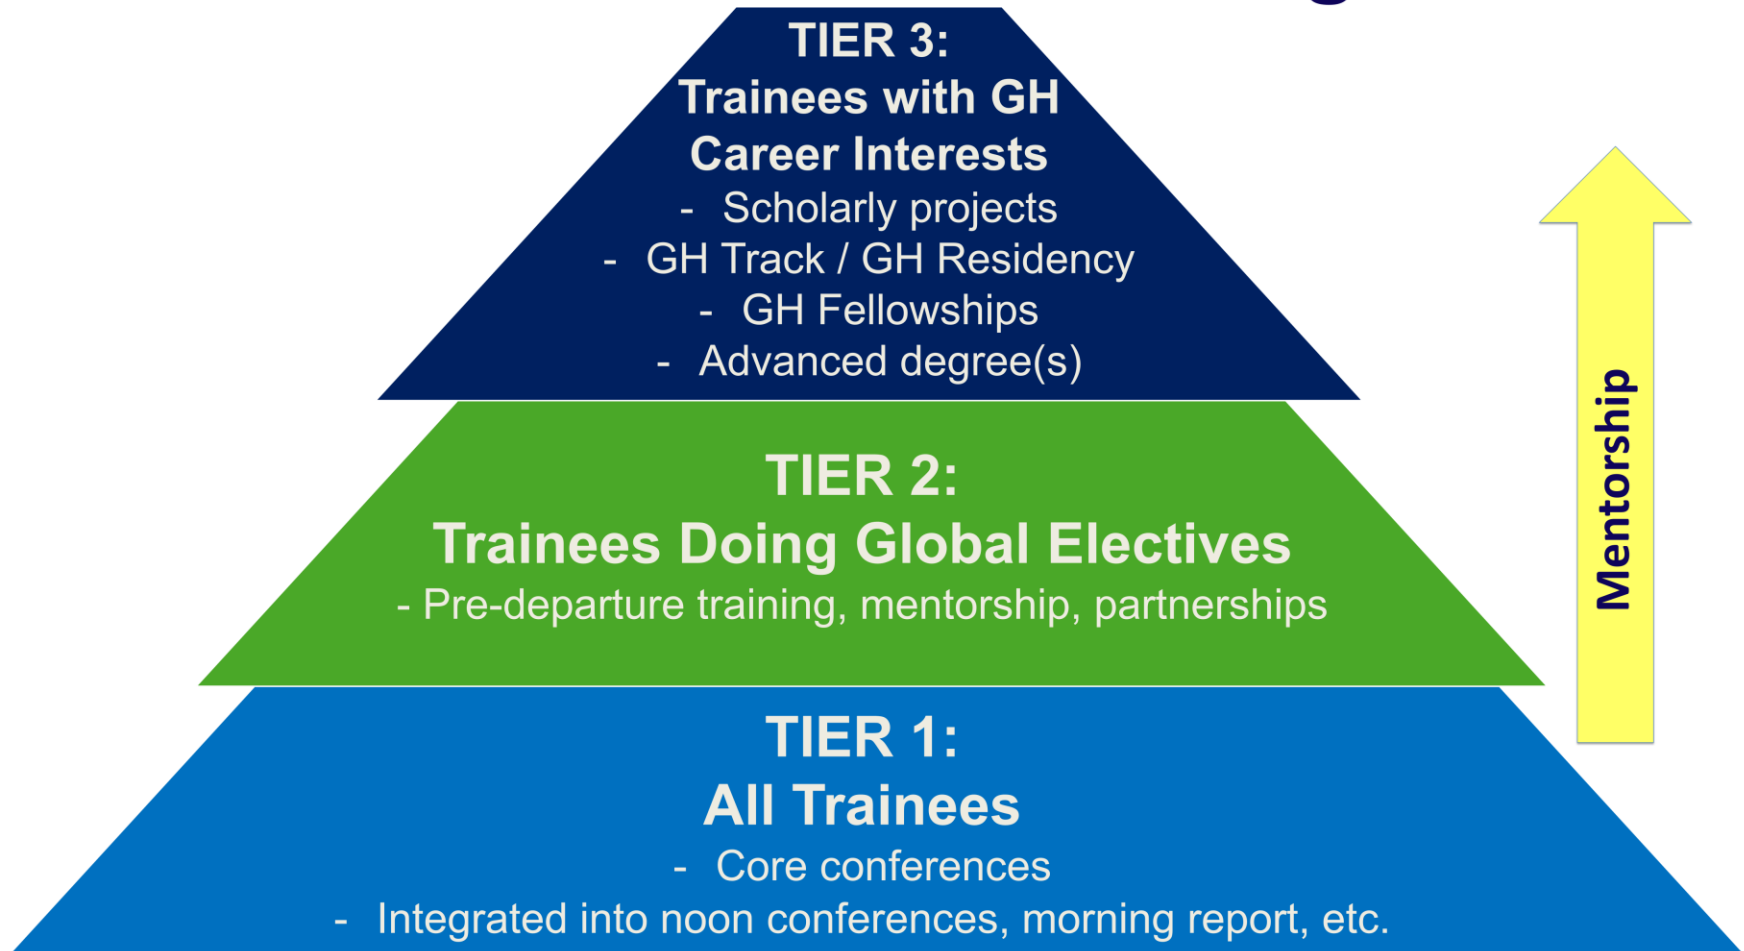 TIER 3:
Trainees with GH
Career Interests
- Scholarly projects
- GH Track / GH Residency
- GH Fellowships
- Advanced degree(s)
TIER 2:
Trainees Doing Global Electives
- Pre-departure training, mentorship, partnerships
TIER 1:
All Trainees
- Core conferences
- Integrated into noon conferences, morning report, etc.
Mentorship